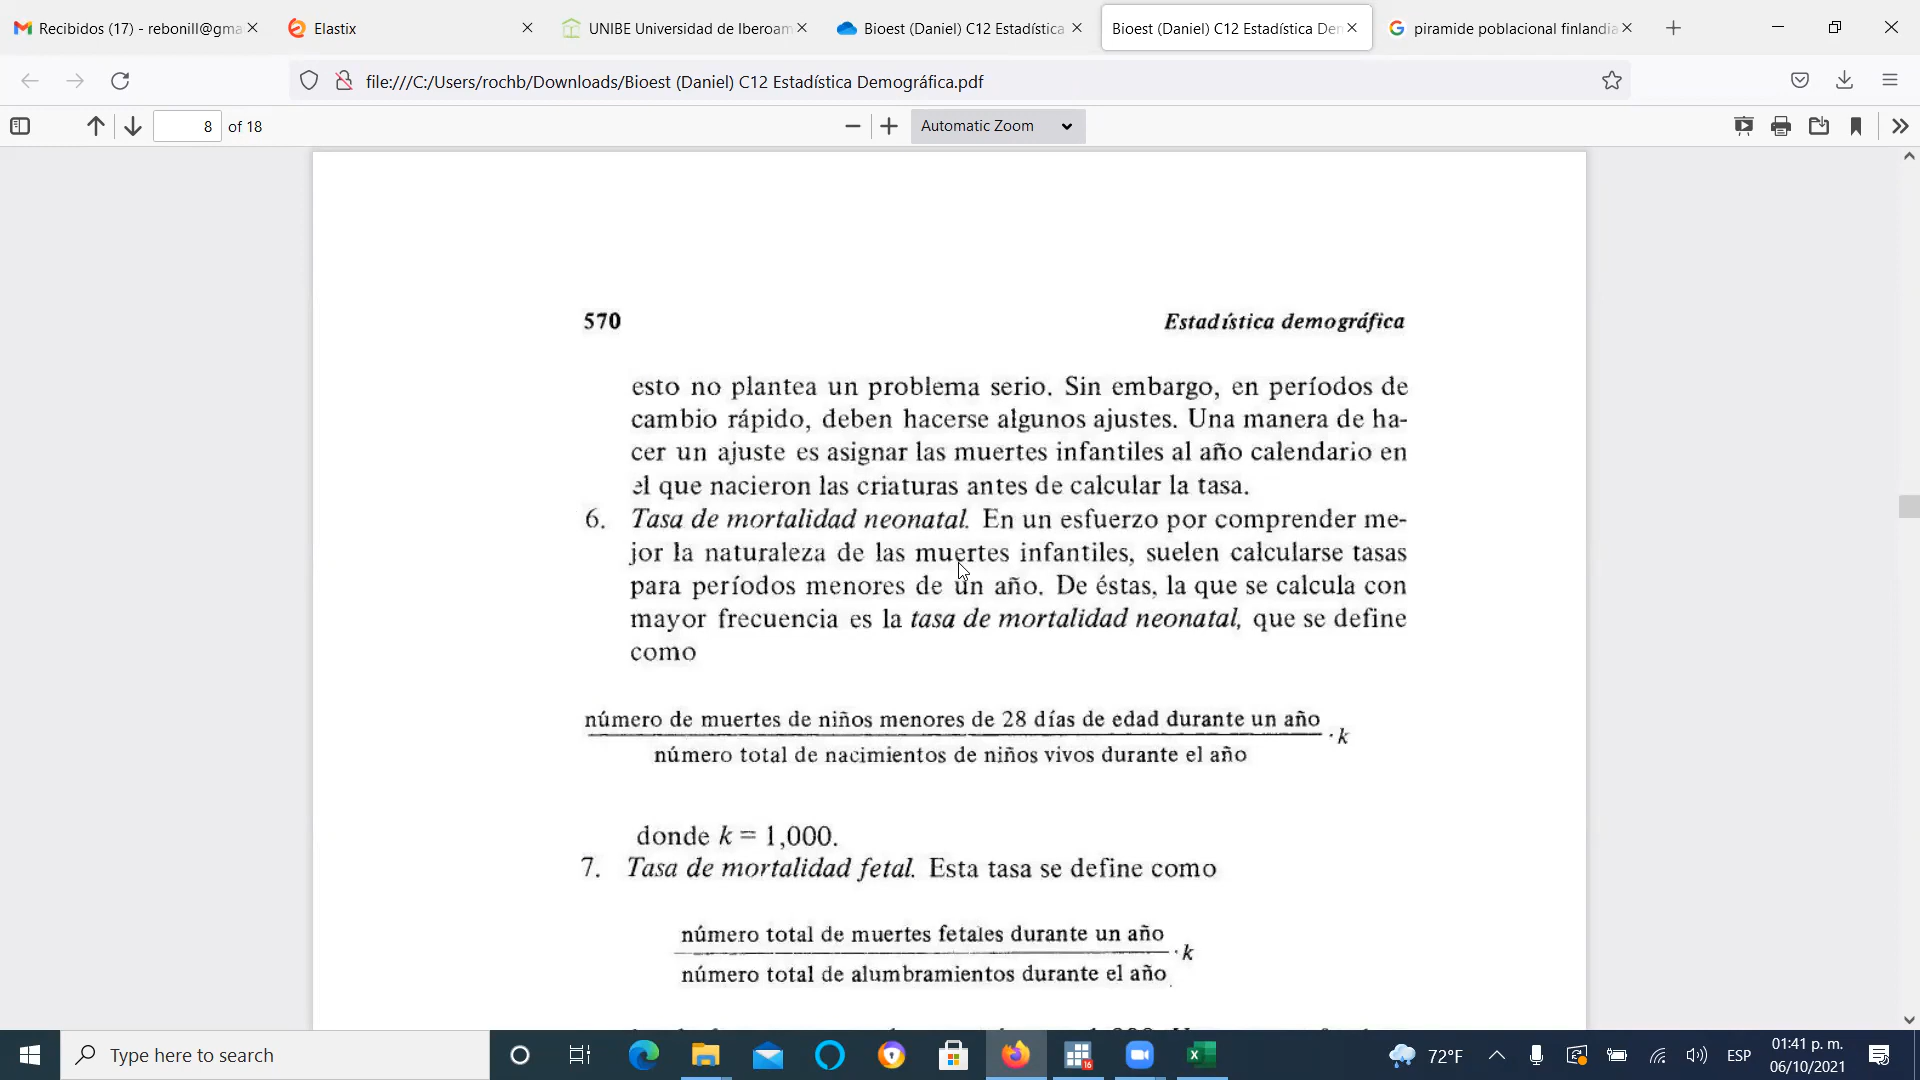 Recibidos (17) - rebonill@gma
Elastix
UNIBE Universidad de Iberoam
Bioest (Daniel) C12 Estadística
Bioest (Daniel) C12 Estadística Den
piramide poblacional finlandia
file:///C:/Users/rochb/Downloads/Bioest (Daniel) C12 Estadística Demográfica.pdf
8 of 18
Automatic Zoom
570 Estadística demográfica
esto no plantea un problema serio. Sin embargo, en períodos de
cambio rápido, deben hacerse algunos ajustes. Una manera de ha-
cer un ajuste es asignar las muertes infantiles al año calendario en
el que nacieron las criaturas antes de calcular la tasa.
6. Tasa de mortalidad neonatal. En un esfuerzo por comprender me-
jor la naturaleza de las muertes infantiles, suelen calcularse tasas
para períodos menores de un año. De éstas, la que se calcula con
mayor frecuencia es la tasa de mortalidad neonatal, que se define
como
número de muertes de niños menores de 28 días de edad durante un año
· k
número total de nacimientos de niños vivos durante el año
donde k = 1,000.
7. Tasa de mortalidad fetal. Esta tasa se define como
número total de muertes fetales durante un año
· k
número total de alumbramientos durante el año
Type here to search
16
72°F
ESP
01:41 p. m.
06/10/2021